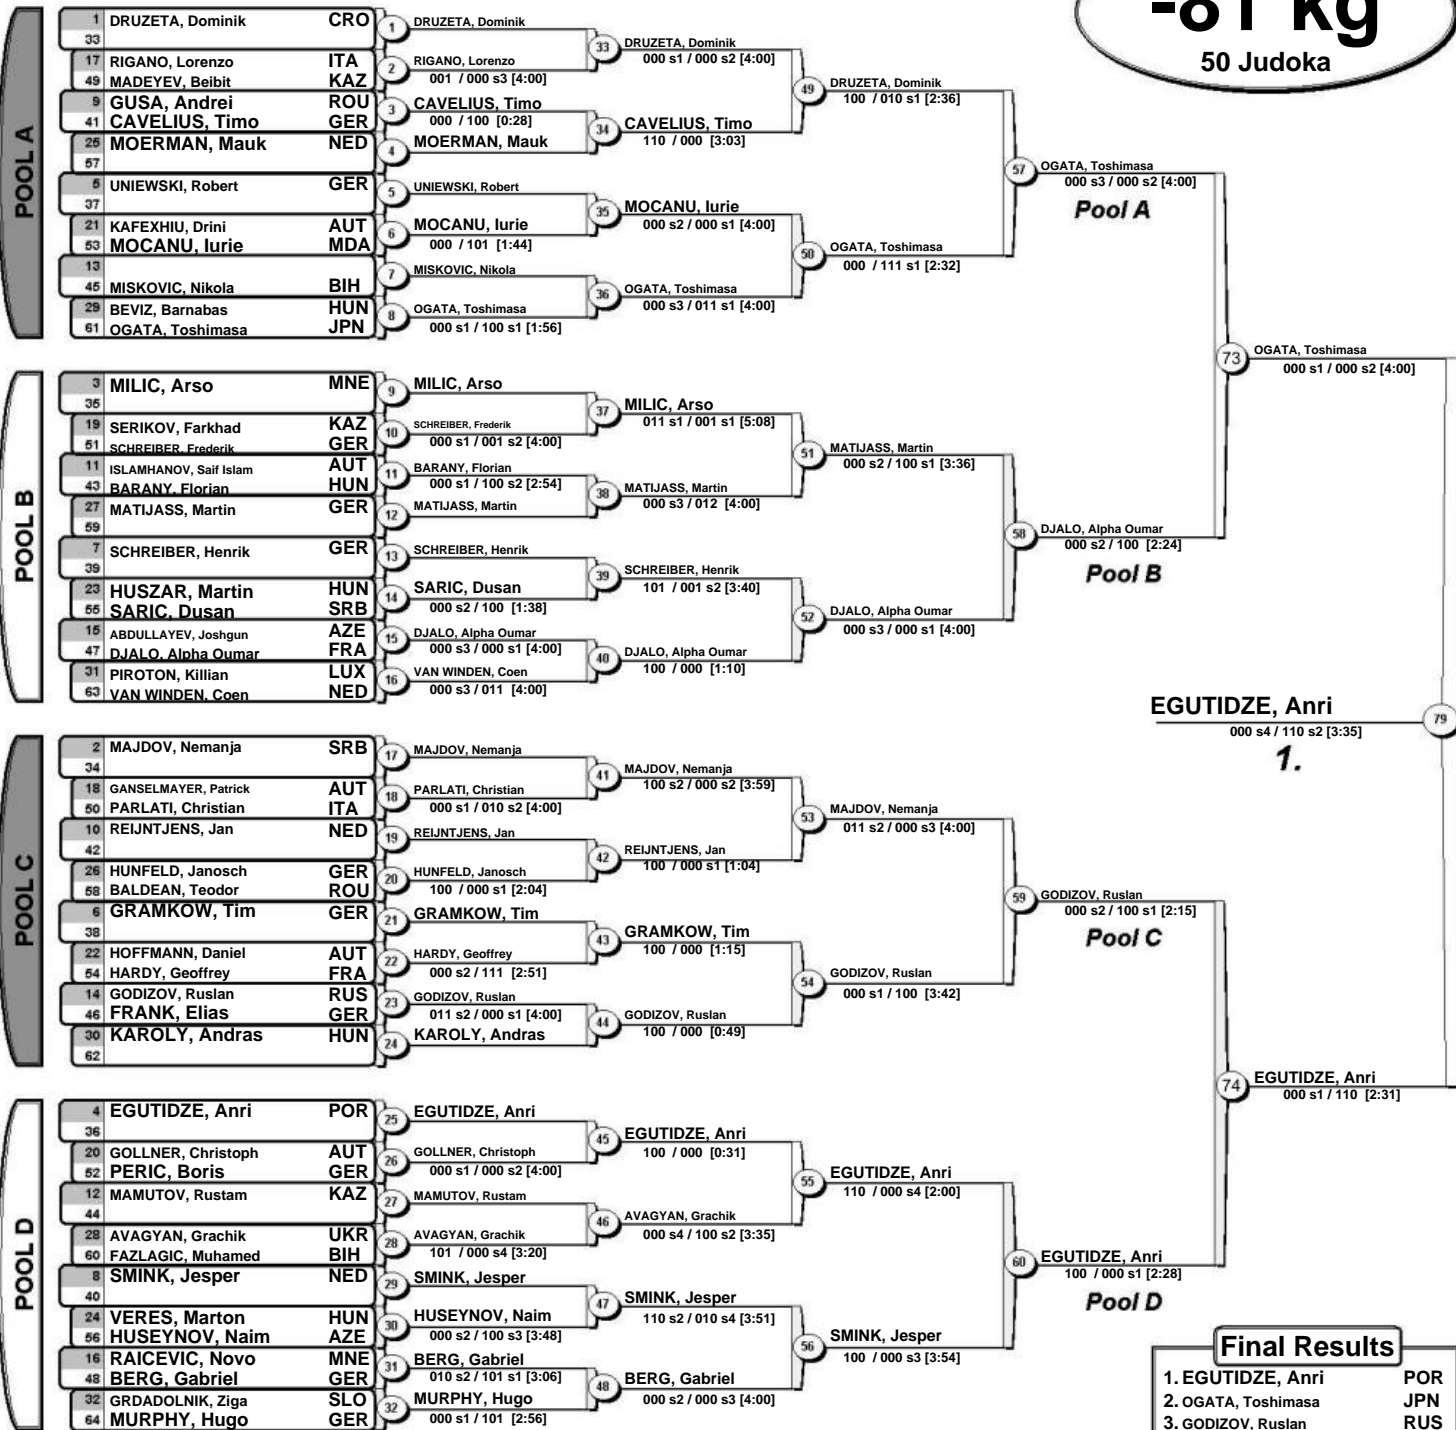 -81 kg
50 Judoka
POOL A
1 DRUZETA, Dominik CRO
33
17 RIGANO, Lorenzo ITA
49 MADEYEV, Beibit KAZ
9 GUSA, Andrei ROU
41 CAVELIUS, Timo GER
25 MOERMAN, Mauk NED
57
5 UNIEWSKI, Robert GER
37
21 KAFEXHIU, Drini AUT
53 MOCANU, Iurie MDA
13
45 MISKOVIC, Nikola BIH
29 BEVIZ, Barnabas HUN
61 OGATA, Toshimasa JPN
1 DRUZETA, Dominik
2 RIGANO, Lorenzo
001 / 000 s3 [4:00]
3 CAVELIUS, Timo
000 / 100 [0:28]
4 MOERMAN, Mauk
5 UNIEWSKI, Robert
6 MOCANU, Iurie
000 / 101 [1:44]
7 MISKOVIC, Nikola
8 OGATA, Toshimasa
000 s1 / 100 s1 [1:56]
33 DRUZETA, Dominik
000 s1 / 000 s2 [4:00]
34 CAVELIUS, Timo
110 / 000 [3:03]
35 MOCANU, Iurie
000 s2 / 000 s1 [4:00]
36 OGATA, Toshimasa
000 s3 / 011 s1 [4:00]
49 DRUZETA, Dominik
100 / 010 s1 [2:36]
50 OGATA, Toshimasa
000 / 111 s1 [2:32]
57 OGATA, Toshimasa
000 s3 / 000 s2 [4:00]
Pool A
POOL B
3 MILIC, Arso MNE
35
19 SERIKOV, Farkhad KAZ
51 SCHREIBER, Frederik GER
11 ISLAMHANOV, Saif Islam AUT
43 BARANY, Florian HUN
27 MATIJASS, Martin GER
59
7 SCHREIBER, Henrik GER
39
23 HUSZAR, Martin HUN
55 SARIC, Dusan SRB
15 ABDULLAYEV, Joshgun AZE
47 DJALO, Alpha Oumar FRA
31 PIROTON, Killian LUX
63 VAN WINDEN, Coen NED
9 MILIC, Arso
10 SCHREIBER, Frederik
000 s1 / 001 s2 [4:00]
11 BARANY, Florian
000 s1 / 100 s2 [2:54]
12 MATIJASS, Martin
13 SCHREIBER, Henrik
14 SARIC, Dusan
000 s2 / 100 [1:38]
15 DJALO, Alpha Oumar
000 s3 / 000 s1 [4:00]
16 VAN WINDEN, Coen
000 s3 / 011 [4:00]
37 MILIC, Arso
011 s1 / 001 s1 [5:08]
38 MATIJASS, Martin
000 s3 / 012 [4:00]
39 SCHREIBER, Henrik
101 / 001 s2 [3:40]
40 DJALO, Alpha Oumar
100 / 000 [1:10]
51 MATIJASS, Martin
000 s2 / 100 s1 [3:36]
52 DJALO, Alpha Oumar
000 s3 / 000 s1 [4:00]
58 DJALO, Alpha Oumar
000 s2 / 100 [2:24]
Pool B
73 OGATA, Toshimasa
000 s1 / 000 s2 [4:00]
EGUTIDZE, Anri 79
000 s4 / 110 s2 [3:35]
1.
POOL C
2 MAJDOV, Nemanja SRB
34
18 GANSELMAYER, Patrick AUT
50 PARLATI, Christian ITA
10 REIJNTJENS, Jan NED
42
26 HUNFELD, Janosch GER
58 BALDEAN, Teodor ROU
6 GRAMKOW, Tim GER
38
22 HOFFMANN, Daniel AUT
54 HARDY, Geoffrey FRA
14 GODIZOV, Ruslan RUS
46 FRANK, Elias GER
30 KAROLY, Andras HUN
62
17 MAJDOV, Nemanja
18 PARLATI, Christian
000 s1 / 010 s2 [4:00]
19 REIJNTJENS, Jan
20 HUNFELD, Janosch
100 / 000 s1 [2:04]
21 GRAMKOW, Tim
22 HARDY, Geoffrey
000 s2 / 111 [2:51]
23 GODIZOV, Ruslan
011 s2 / 000 s1 [4:00]
24 KAROLY, Andras
41 MAJDOV, Nemanja
100 s2 / 000 s2 [3:59]
42 REIJNTJENS, Jan
100 / 000 s1 [1:04]
43 GRAMKOW, Tim
100 / 000 [1:15]
44 GODIZOV, Ruslan
100 / 000 [0:49]
53 MAJDOV, Nemanja
011 s2 / 000 s3 [4:00]
54 GODIZOV, Ruslan
000 s1 / 100 [3:42]
59 GODIZOV, Ruslan
000 s2 / 100 s1 [2:15]
Pool C
POOL D
4 EGUTIDZE, Anri POR
36
20 GOLLNER, Christoph AUT
52 PERIC, Boris GER
12 MAMUTOV, Rustam KAZ
44
28 AVAGYAN, Grachik UKR
60 FAZLAGIC, Muhamed BIH
8 SMINK, Jesper NED
40
24 VERES, Marton HUN
56 HUSEYNOV, Naim AZE
16 RAICEVIC, Novo MNE
48 BERG, Gabriel GER
32 GRDADOLNIK, Ziga SLO
64 MURPHY, Hugo GER
25 EGUTIDZE, Anri
26 GOLLNER, Christoph
000 s1 / 000 s2 [4:00]
27 MAMUTOV, Rustam
28 AVAGYAN, Grachik
101 / 000 s4 [3:20]
29 SMINK, Jesper
30 HUSEYNOV, Naim
000 s2 / 100 s3 [3:48]
31 BERG, Gabriel
010 s2 / 101 s1 [3:06]
32 MURPHY, Hugo
000 s1 / 101 [2:56]
45 EGUTIDZE, Anri
100 / 000 [0:31]
46 AVAGYAN, Grachik
000 s4 / 100 s2 [3:35]
47 SMINK, Jesper
110 s2 / 010 s4 [3:51]
48 BERG, Gabriel
000 s2 / 000 s3 [4:00]
55 EGUTIDZE, Anri
110 / 000 s4 [2:00]
56 SMINK, Jesper
100 / 000 s3 [3:54]
60 EGUTIDZE, Anri
100 / 000 s1 [2:28]
Pool D
74 EGUTIDZE, Anri
000 s1 / 110 [2:31]
Final Results
1. EGUTIDZE, Anri POR
2. OGATA, Toshimasa JPN
3. GODIZOV, Ruslan RUS